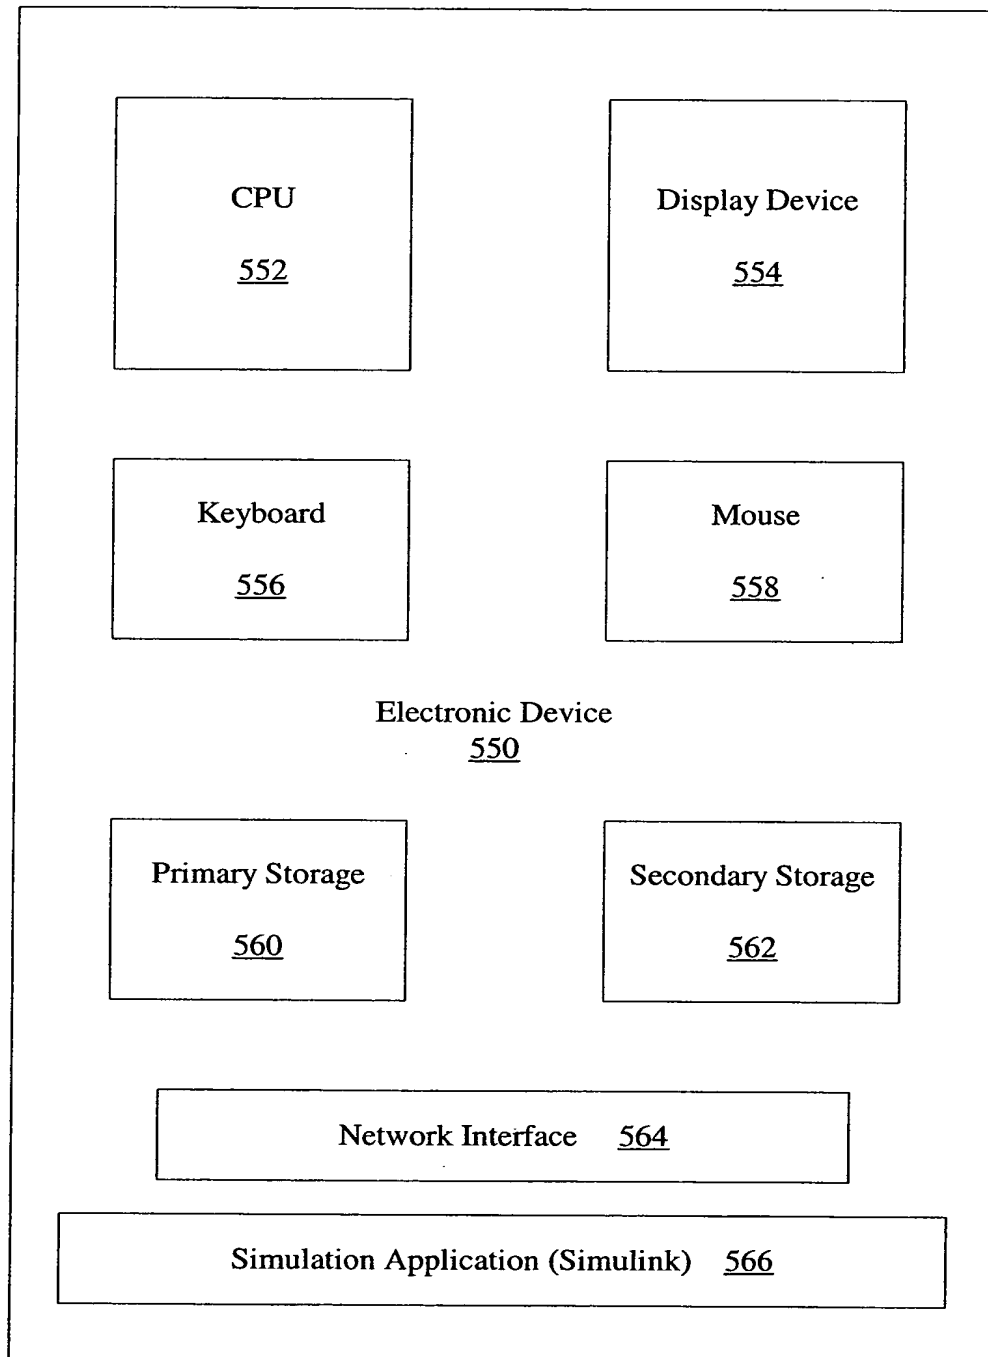 CPU
552
Display Device
554
Keyboard
556
Mouse
558
Electronic Device
550
Primary Storage
560
Secondary Storage
562
Network Interface 564
Simulation Application (Simulink) 566